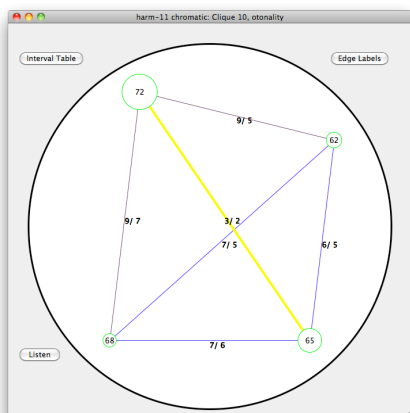 harm-11 chromatic: Clique 10, otonality
Interval Table
Edge Labels
72
9/ 5
62
9/ 7
3/ 2
7/ 5
6/ 5
68
7/ 6
65
Listen